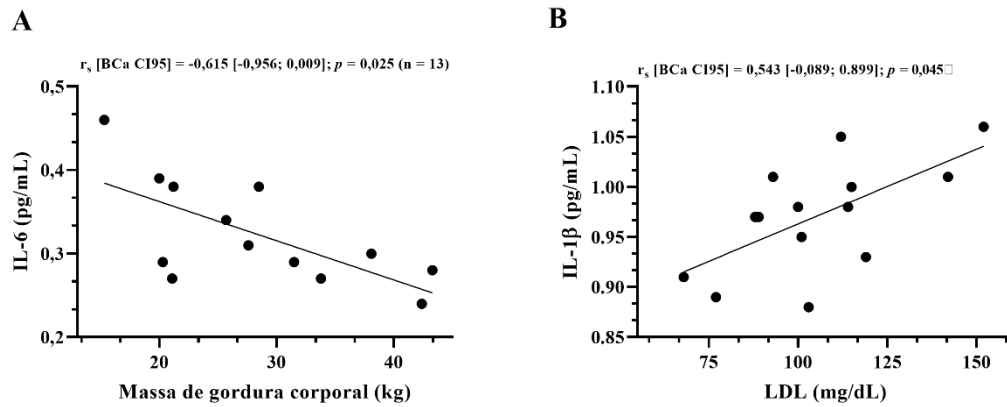 A
r_s [BCa CI95] = -0,615 [-0,956; 0,009]; p = 0,025 (n = 13)
0,5
0,4
0,3
0,2
IL-6 (pg/mL)
20
30
40
Massa de gordura corporal (kg)
B
r_s [BCa CI95] = 0,543 [-0,089; 0.899]; p = 0,045□
1.10
1.05
1.00
0.95
0.90
0.85
IL-1β (pg/mL)
75
100
125
150
LDL (mg/dL)